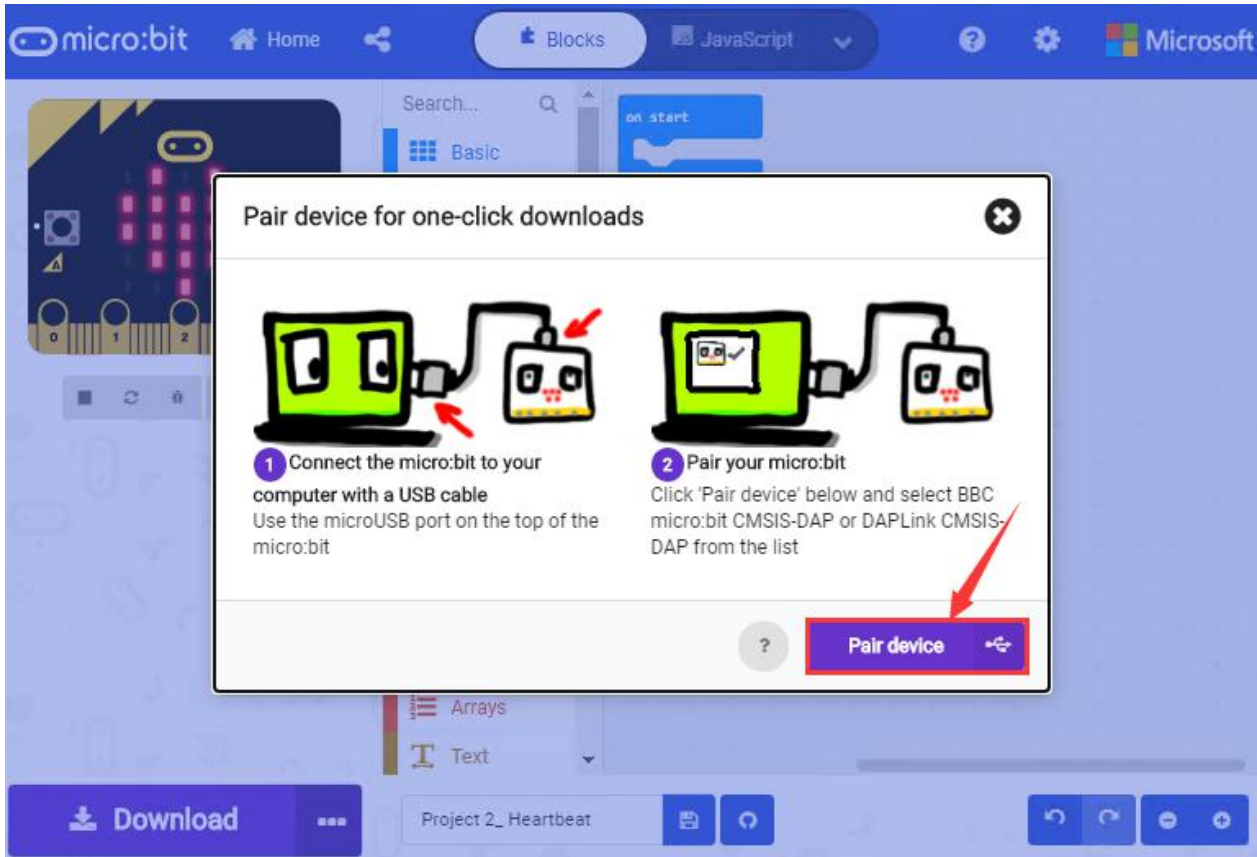 micro:bit
Home
Blocks
JavaScript
Microsoft
Search...
Basic
on start
A
0
1
2
Pair device for one-click downloads
1 Connect the micro:bit to your
computer with a USB cable
Use the microUSB port on the top of the
micro:bit
2 Pair your micro:bit
Click 'Pair device' below and select BBC
micro:bit CMSIS-DAP or DAPLink CMSIS-
DAP from the list
?
Pair device
Arrays
Text
Download
Project 2_ Heartbeat